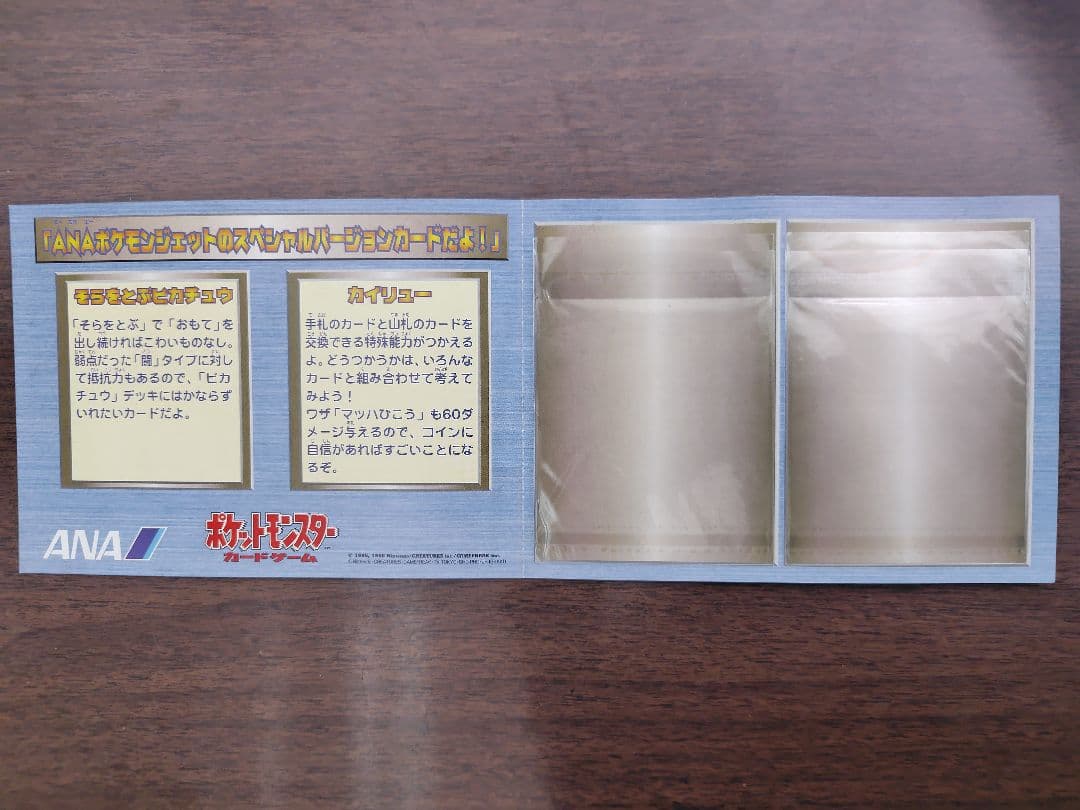 「ANAポケモンジェットのスペシャルバージョンカードだよ！」
そらをとぶピカチュウ
「そらをとぶ」で「おもて」を
出し続ければこわいものなし。
弱点だった「闘」タイプに対し
て抵抗力もあるので、「ピカ
チュウ」デッキにはかならず
いれたいカードだよ。
カイリュー
手札のカードと山札のカードを
交換できる特殊能力がつかえる
よ。どうつかうかは、いろんな
カードと組み合わせて考えて
みよう！
ワザ「マッハひこう」も60ダ
メージ与えるので、コインに
自信があればすごいことにな
るぞ。
ANA
ポケットモンスター
カードゲーム
© 1995, 1998 Nintendo/CREATURES inc./GAMEFREAK inc.